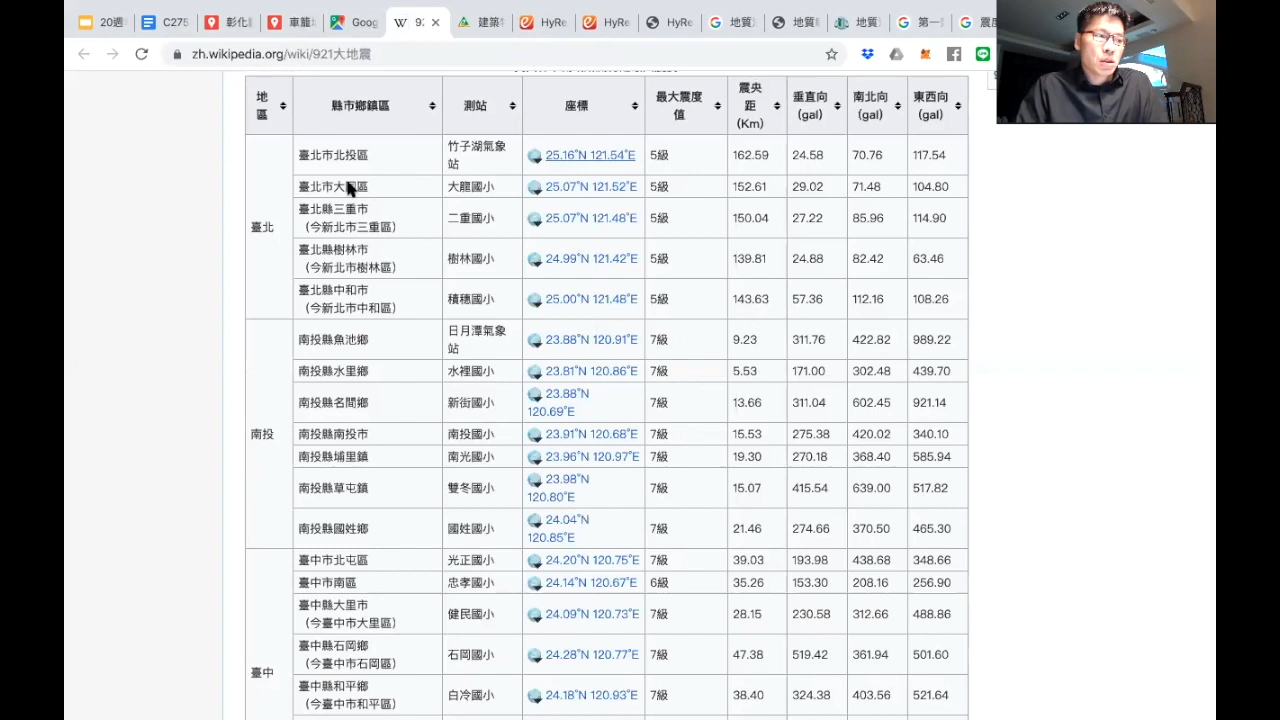 20週
C275
彰化
車籠
Goog
92
建築
HyRe
HyRe
HyRe
地質
地質
地質
第一
震度
zh.wikipedia.org/wiki/921大地震
地區 縣市鄉鎮區 測站 座標 最大震度值 震央距 (Km) 垂直向 (gal) 南北向 (gal) 東西向 (gal)
臺北
臺北市北投區 竹子湖氣象站 25.16°N 121.54°E 5級 162.59 24.58 70.76 117.54
臺北市大 區 大龍國小 25.07°N 121.52°E 5級 152.61 29.02 71.48 104.80
臺北縣三重市
（今新北市三重區） 二重國小 25.07°N 121.48°E 5級 150.04 27.22 85.96 114.90
臺北縣樹林市
（今新北市樹林區） 樹林國小 24.99°N 121.42°E 5級 139.81 24.88 82.42 63.46
臺北縣中和市
（今新北市中和區） 積穗國小 25.00°N 121.48°E 5級 143.63 57.36 112.16 108.26
南投
南投縣魚池鄉 日月潭氣象站 23.88°N 120.91°E 7級 9.23 311.76 422.82 989.22
南投縣水里鄉 水裡國小 23.81°N 120.86°E 7級 5.53 171.00 302.48 439.70
南投縣名間鄉 新街國小 23.88°N 120.69°E 7級 13.66 311.04 602.45 921.14
南投縣南投市 南投國小 23.91°N 120.68°E 7級 15.53 275.38 420.02 340.10
南投縣埔里鎮 南光國小 23.96°N 120.97°E 7級 19.30 270.18 368.40 585.94
南投縣草屯鎮 雙冬國小 23.98°N 120.80°E 7級 15.07 415.54 639.00 517.82
南投縣國姓鄉 國姓國小 24.04°N 120.85°E 7級 21.46 274.66 370.50 465.30
臺中
臺中市北屯區 光正國小 24.20°N 120.75°E 7級 39.03 193.98 438.68 348.66
臺中市南區 忠孝國小 24.14°N 120.67°E 6級 35.26 153.30 208.16 256.90
臺中縣大里市
（今臺中市大里區） 健民國小 24.09°N 120.73°E 7級 28.15 230.58 312.66 488.86
臺中縣石岡鄉
（今臺中市石岡區） 石岡國小 24.28°N 120.77°E 7級 47.38 519.42 361.94 501.60
臺中縣和平鄉
（今臺中市和平區） 白冷國小 24.18°N 120.93°E 7級 38.40 324.38 403.56 521.64